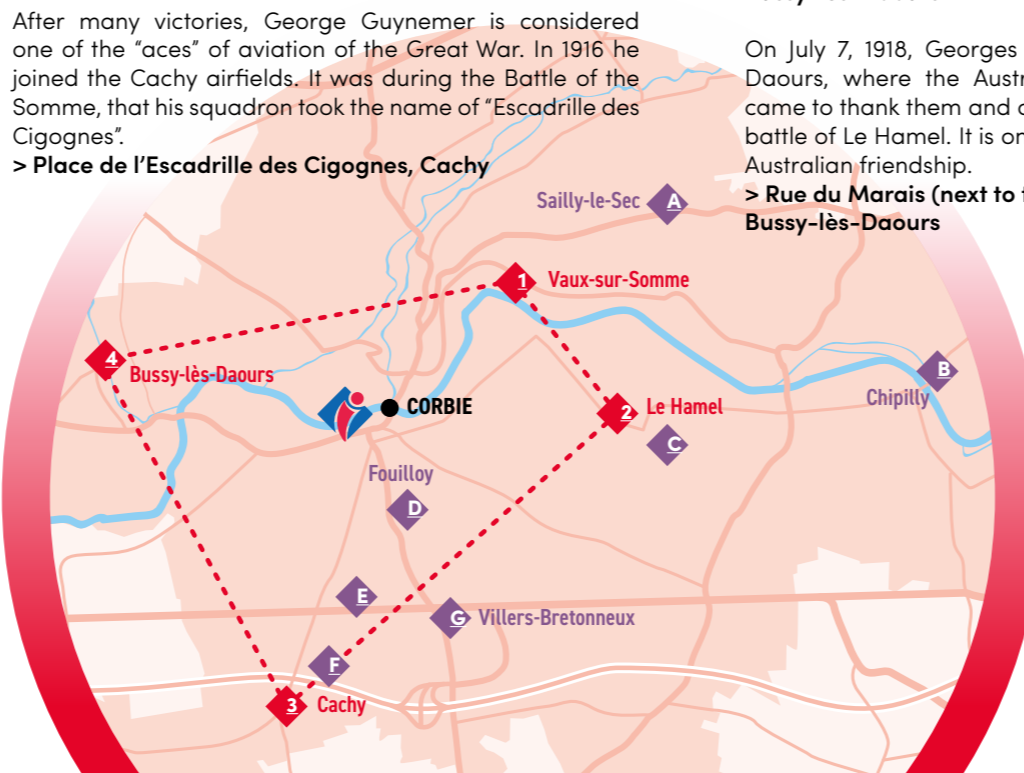 After many victories, George Guynemer is considered
one of the “aces” of aviation of the Great War. In 1916 he
joined the Cachy airfields. It was during the Battle of the
Somme, that his squadron took the name of “Escadrille des
Cigognes”.
> Place de l’Escadrille des Cigognes, Cachy
On July 7, 1918, Georges
Daours, where the
came to thank them and
battle of Le Hamel. It is
Australian friendship.
> Rue du Marais (next to
Bussy-lès-Daours
Sailly-le-Sec A
1 Vaux-sur-Somme
4
Bussy-lès-Daours
B
Chipilly
CORBIE
2 Le Hamel
C
Fouilloy
D
E
G Villers-Bretonneux
F
3 Cachy